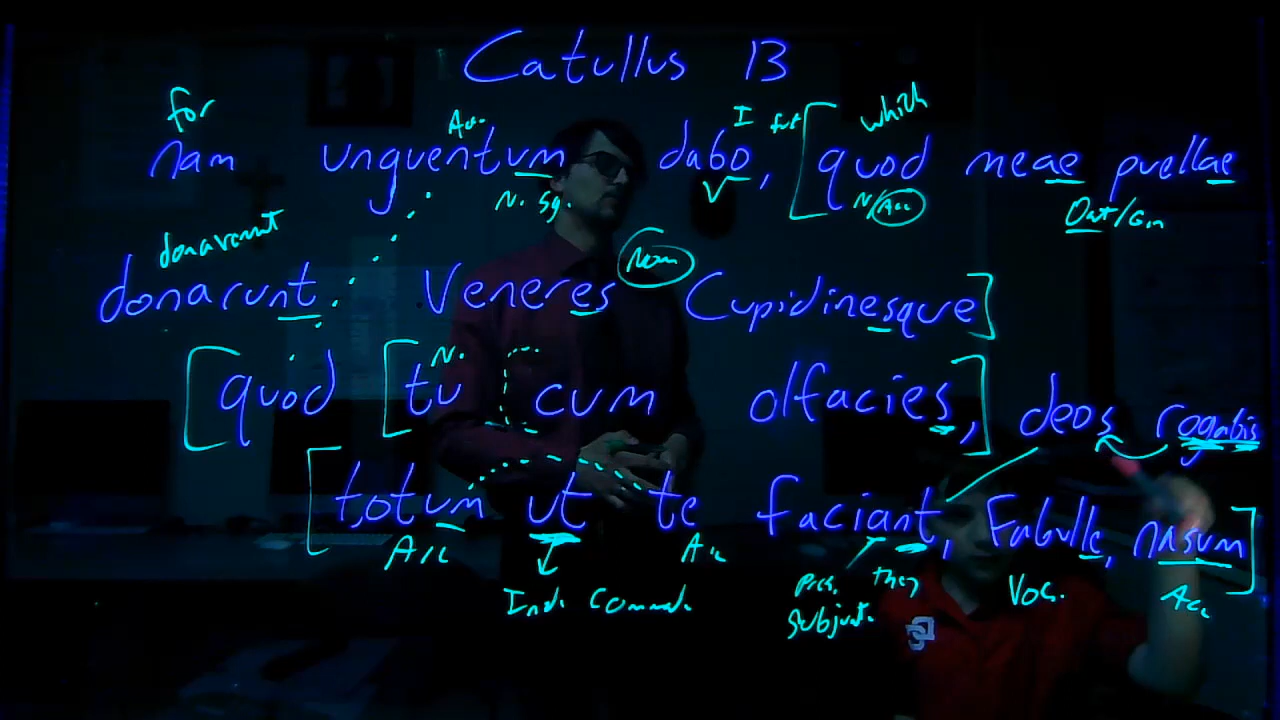 Catullus 13
for Acc. I fut which
nam unguentum dabo, [quod meae puellae
N. Sg. V N/Acc Dat/Gen
donaverunt Nom
donarunt Veneres Cupidinesque]
N.
[quod [tu cum olfacies,] deos rogabis
[totum ut te faciant, Fabulle, nasum]
Acc Acc Pres. they Voc. Acc
Ind. Command. Subjunct.